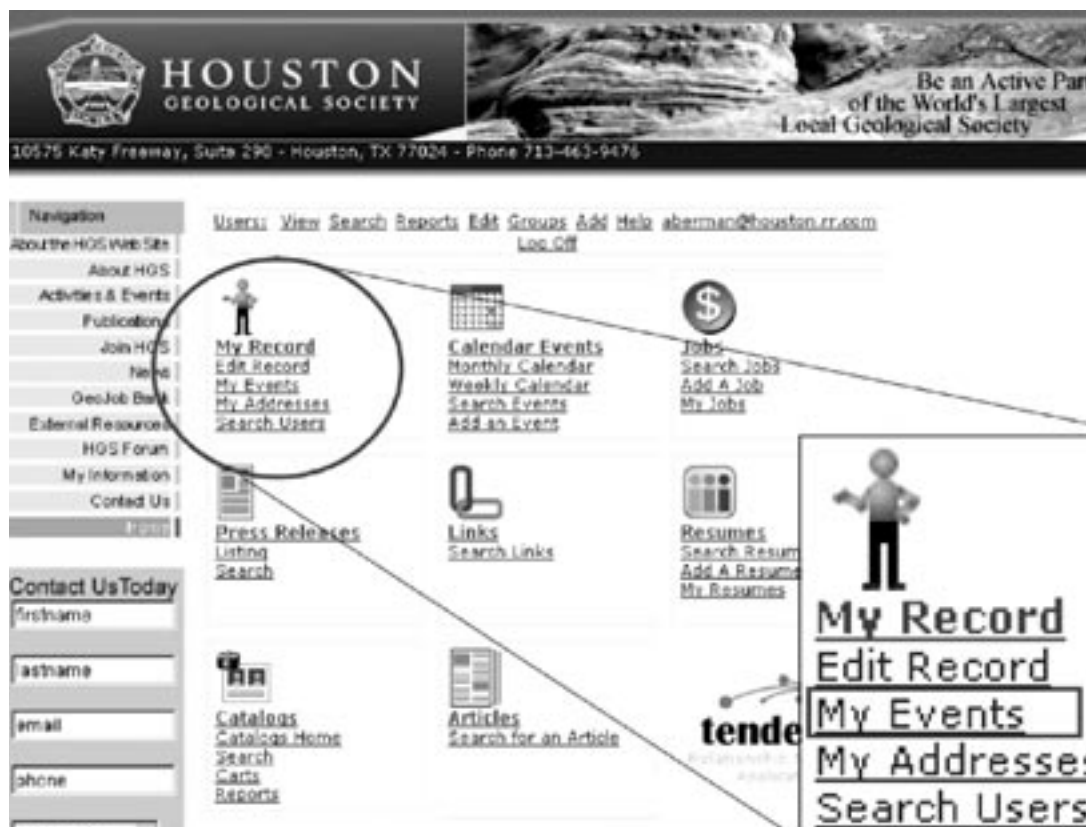 HOUSTON
GEOLOGICAL SOCIETY
Be an Active Par
of the World's Largest
Local Geological Society
10575 Katy Freeway, Suite 290 - Houston, TX 77024 - Phone 713-463-9476
Navigation
About the HGS Web Site
About HGS
Activities & Events
Publications
Join HGS
News
GeoJob Bank
External Resources
HGS Forum
My Information
Contact Us
Home
Contact UsToday
firstname
lastname
email
phone
Users: View Search Reports Edit Groups Add Help aberman@houston.rr.com
Log Off
My Record
Edit Record
My Events
My Addresses
Search Users
Calendar Events
Monthly Calendar
Weekly Calendar
Search Events
Add an Event
Jobs
Search Jobs
Add A Job
My Jobs
Press Releases
Listing
Search
Links
Search Links
Resumes
Search Resum
Add A Resume
My Resumes
Catalogs
Catalogs Home
Search
Carts
Reports
Articles
Search for an Article
tende
My Record
Edit Record
My Events
My Addresses
Search Users